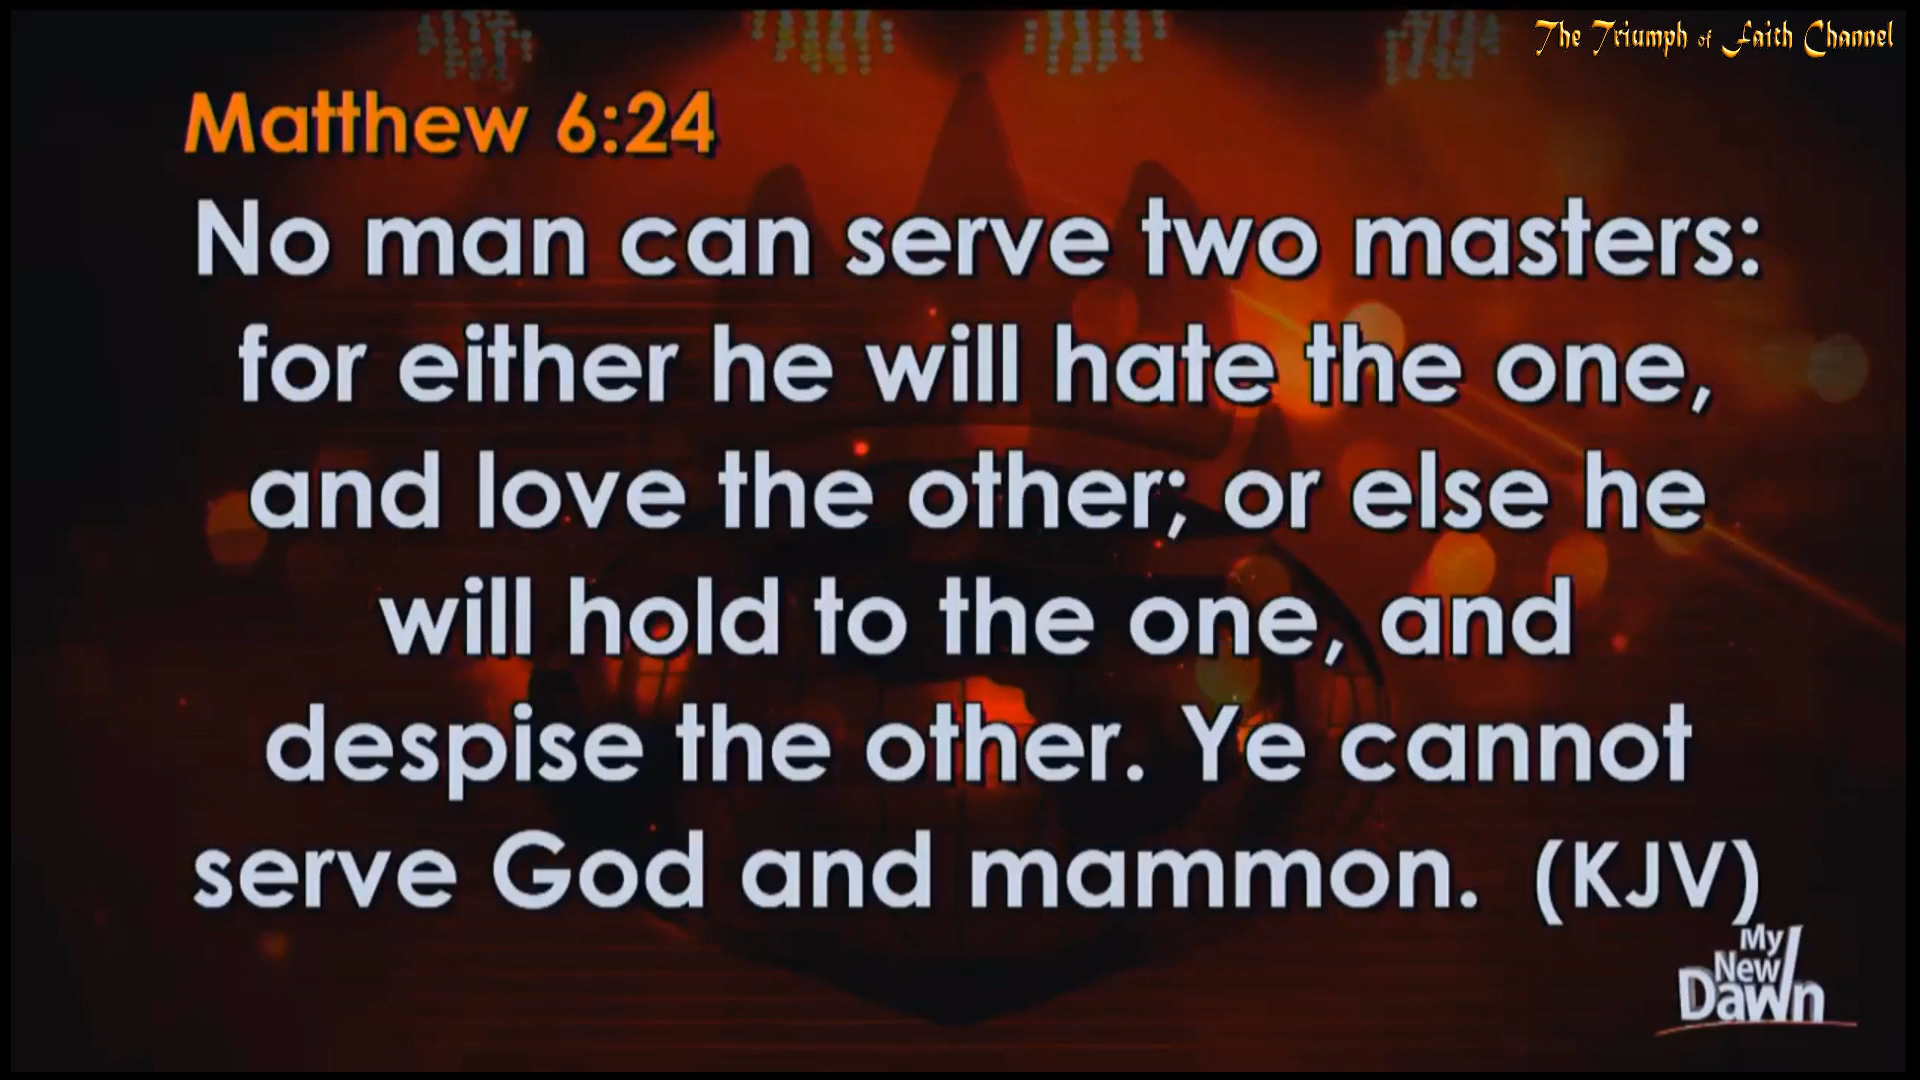 The Triumph of Faith Channel
Matthew 6:24
No man can serve two masters:
for either he will hate the one,
and love the other; or else he
will hold to the one, and
despise the other. Ye cannot
serve God and mammon. (KJV)
My
New
Dawn